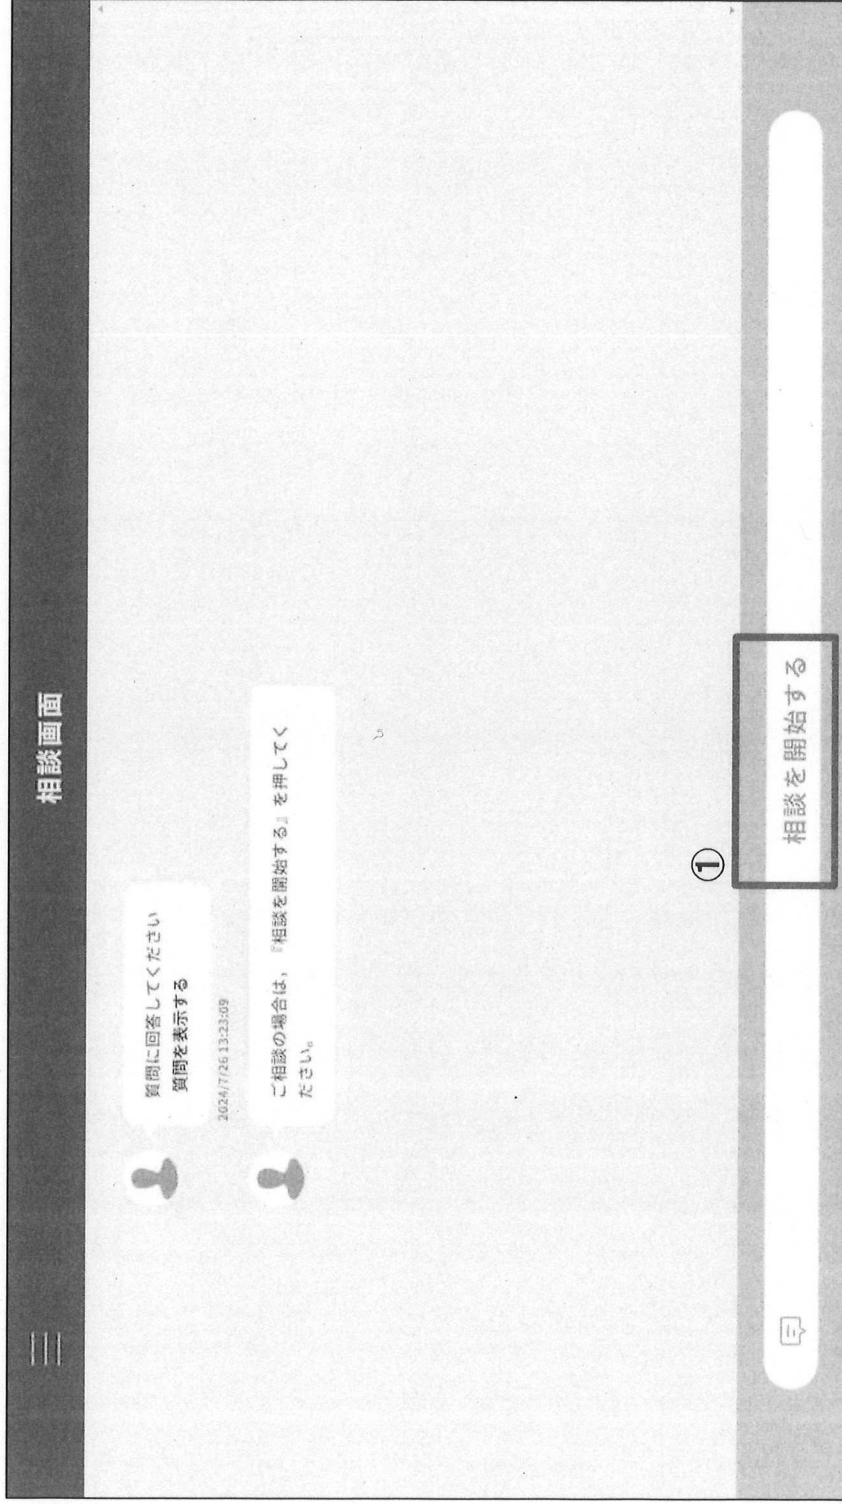 相談画面
質問に回答してください
質問を表示する
2024/7/26 13:23:09
ご相談の場合は，『相談を開始する』を押してく
ださい。
①
相談を開始する